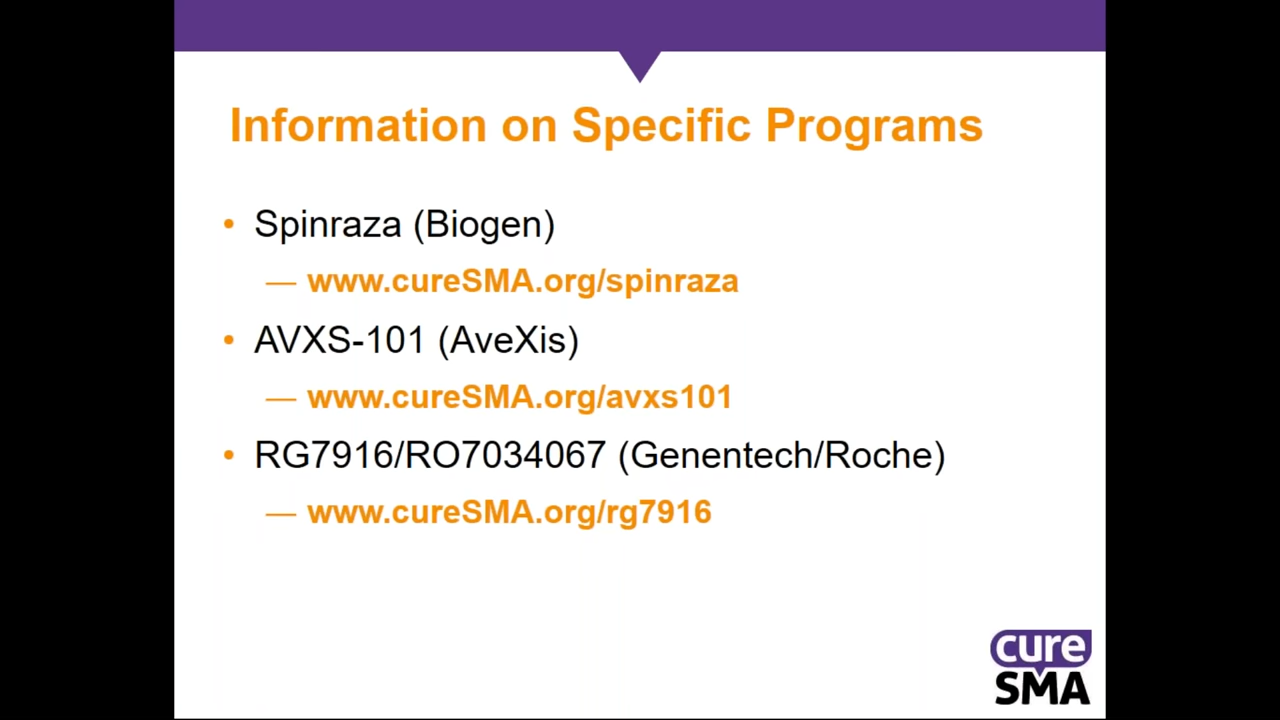 Information on Specific Programs
• Spinraza (Biogen)
— www.cureSMA.org/spinraza
• AVXS-101 (AveXis)
— www.cureSMA.org/avxs101
• RG7916/RO7034067 (Genentech/Roche)
— www.cureSMA.org/rg7916
cure
SMA